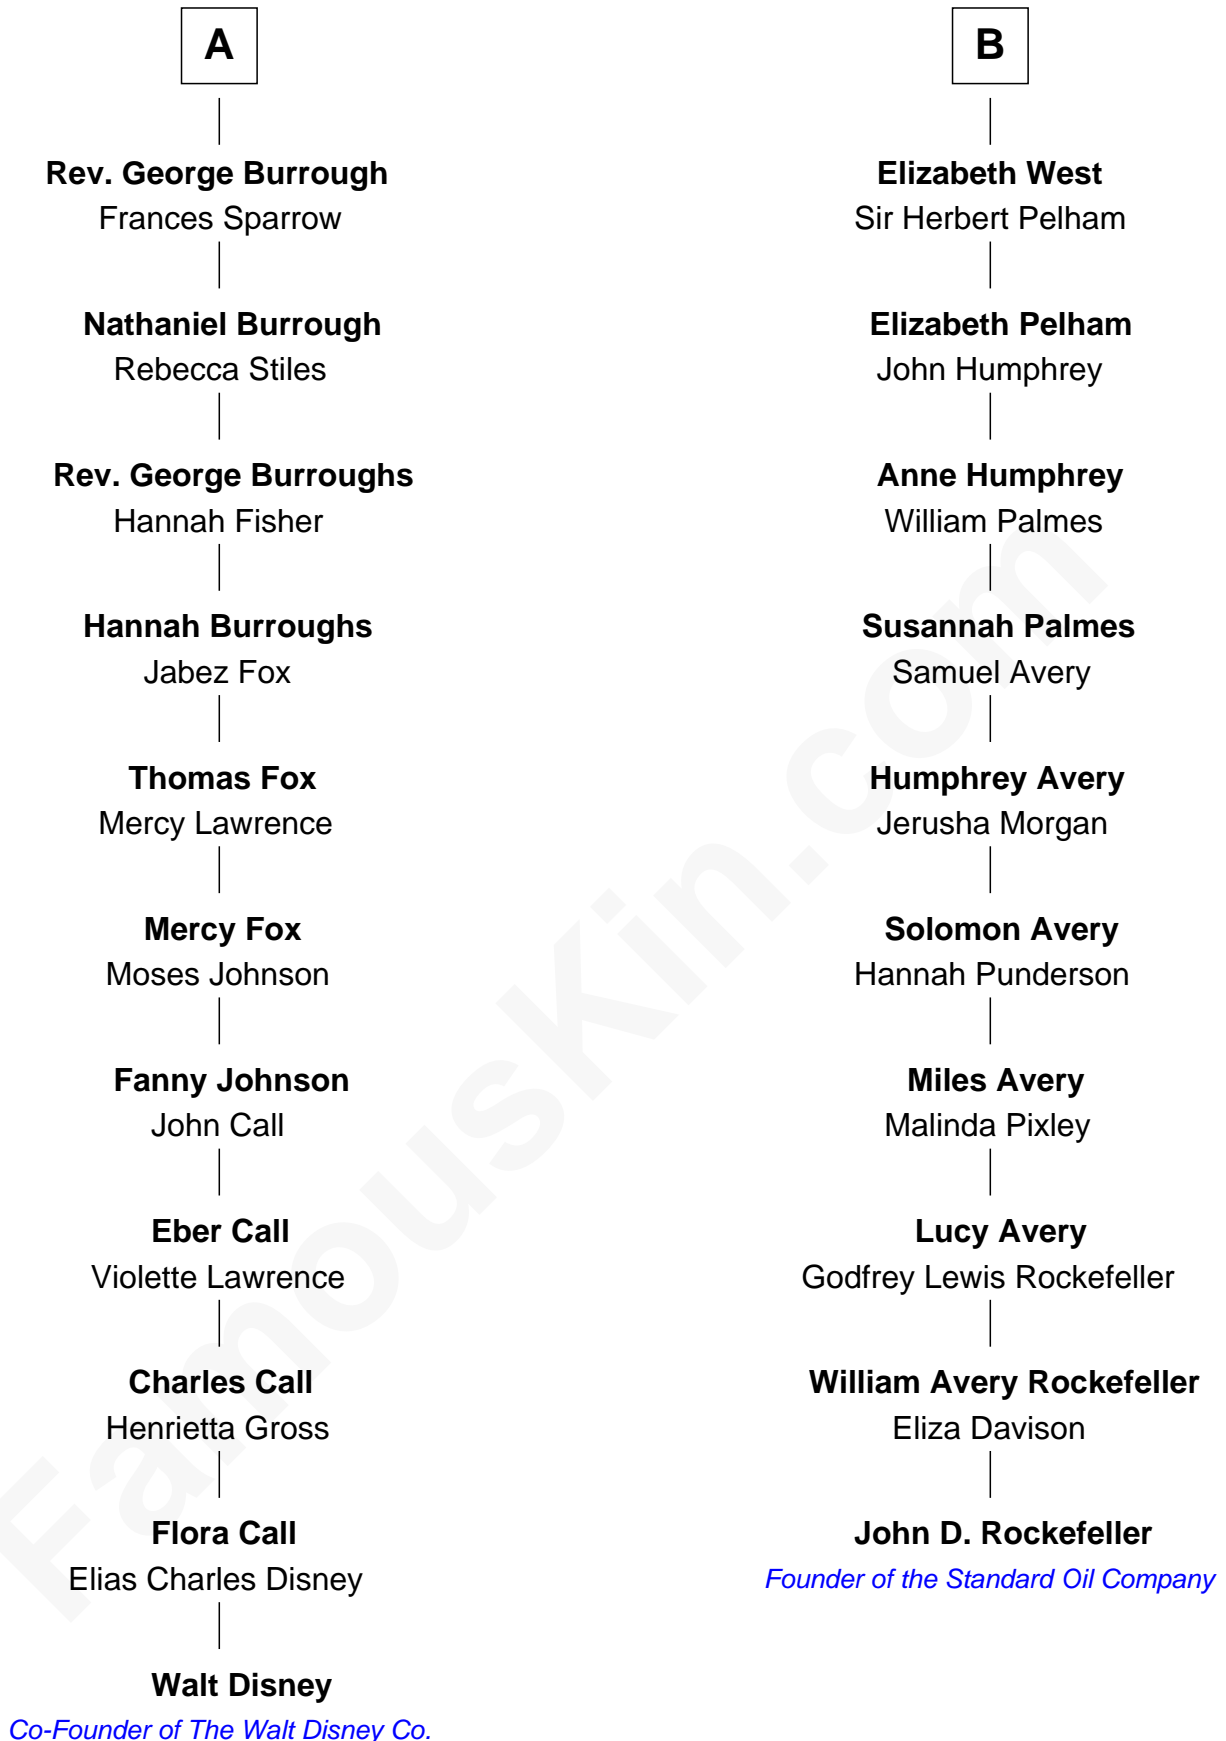 A
Rev. George Burrough
Frances Sparrow
Nathaniel Burrough
Rebecca Stiles
Rev. George Burroughs
Hannah Fisher
Hannah Burroughs
Jabez Fox
Thomas Fox
Mercy Lawrence
Mercy Fox
Moses Johnson
Fanny Johnson
John Call
Eber Call
Violette Lawrence
Charles Call
Henrietta Gross
Flora Call
Elias Charles Disney
Walt Disney
Co-Founder of The Walt Disney Co.
B
Elizabeth West
Sir Herbert Pelham
Elizabeth Pelham
John Humphrey
Anne Humphrey
William Palmes
Susannah Palmes
Samuel Avery
Humphrey Avery
Jerusha Morgan
Solomon Avery
Hannah Punderson
Miles Avery
Malinda Pixley
Lucy Avery
Godfrey Lewis Rockefeller
William Avery Rockefeller
Eliza Davison
John D. Rockefeller
Founder of the Standard Oil Company
FamousKin.com